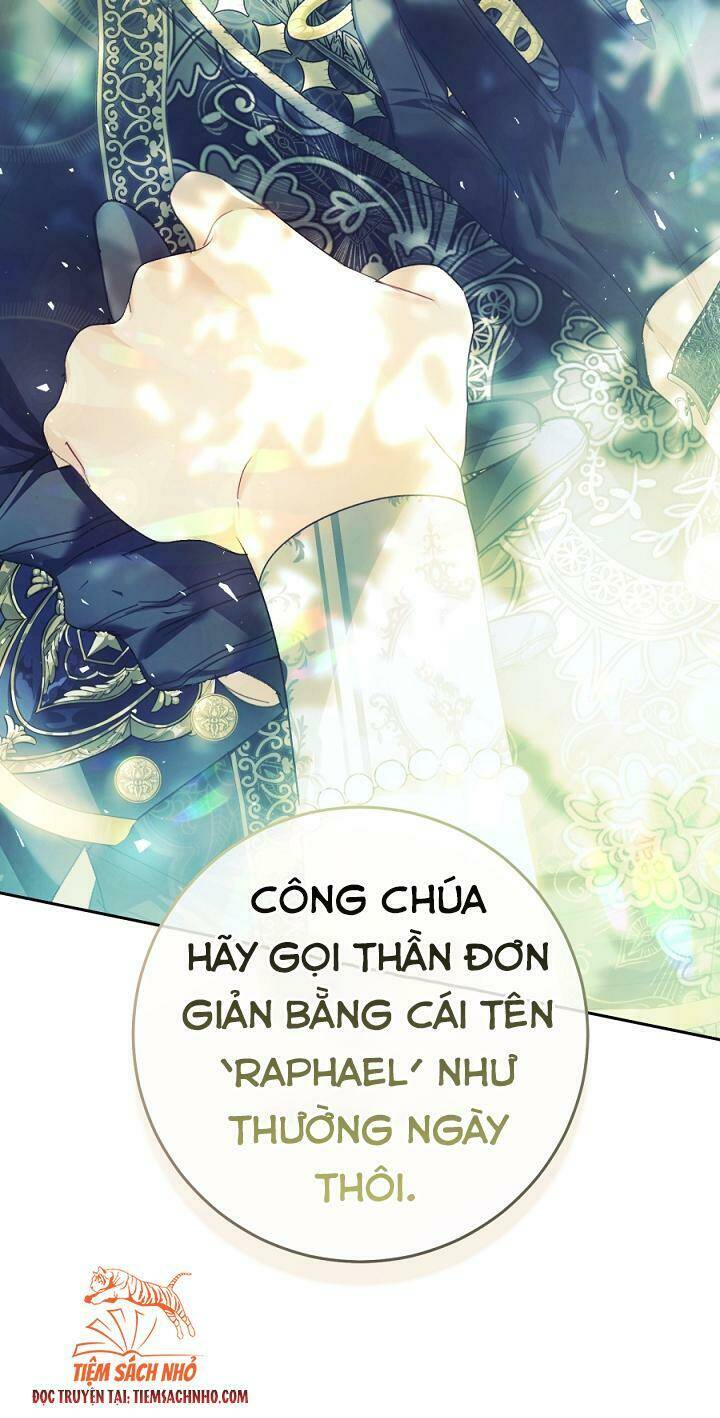 CÔNG CHÚA
HÃY GỌI THẦN ĐƠN
GIẢN BẰNG CÁI TÊN
‘RAPHAEL’ NHƯ
THƯỜNG NGÀY
THÔI.
TIỆM SÁCH NHỎ
ĐỌC TRUYỆN TẠI: TIEMSACHNHO.COM